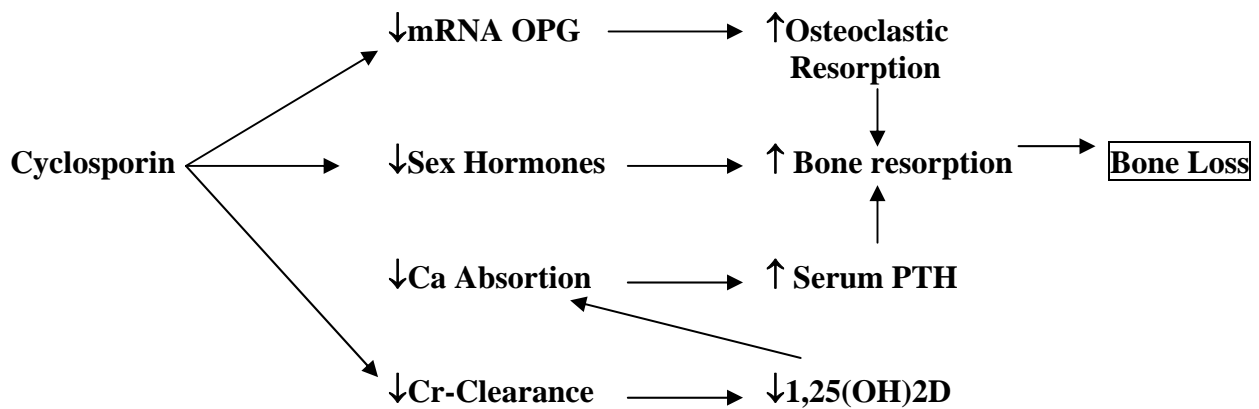 ↓mRNA OPG
↑Osteoclastic
Resorption
Cyclosporin
↓Sex Hormones
↑ Bone resorption
Bone Loss
↓Ca Absortion
↑ Serum PTH
↓Cr-Clearance
↓1,25(OH)2D